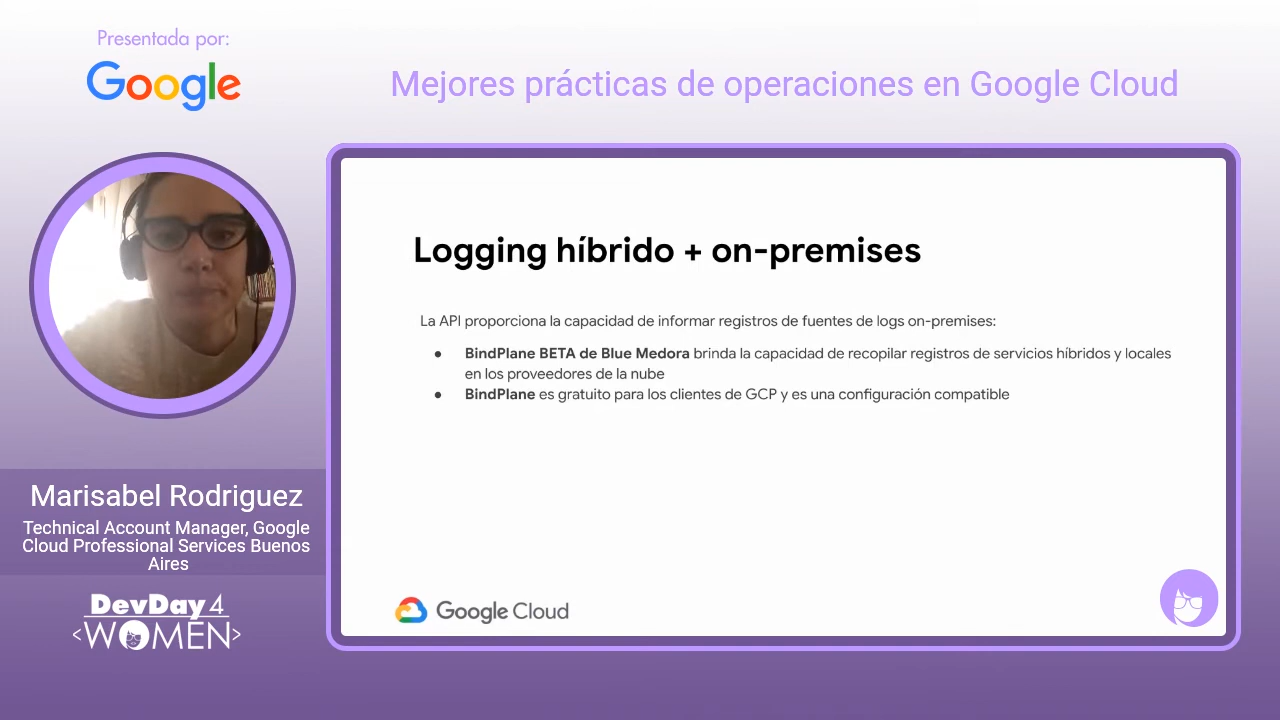 Presentada por:
Google
Mejores prácticas de operaciones en Google Cloud
Logging híbrido + on-premises
La API proporciona la capacidad de informar registros de fuentes de logs on-premises:
● BindPlane BETA de Blue Medora brinda la capacidad de recopilar registros de servicios híbridos y locales
en los proveedores de la nube
● BindPlane es gratuito para los clientes de GCP y es una configuración compatible
Google Cloud
Marisabel Rodriguez
Technical Account Manager, Google
Cloud Professional Services Buenos
Aires
DevDay 4
<WOMEN>